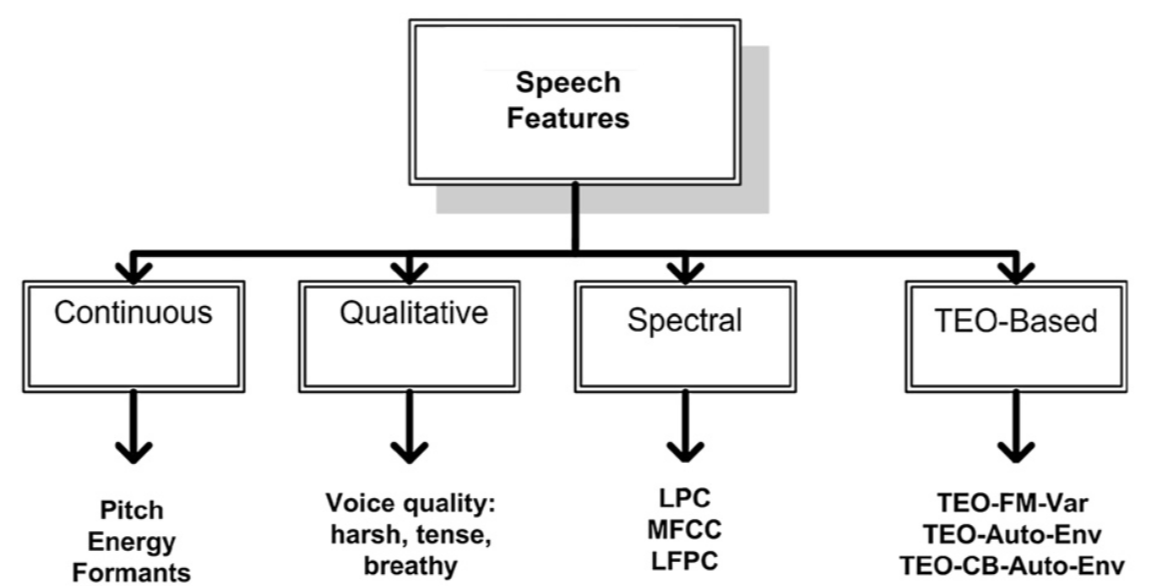 Speech
Features
Continuous
Qualitative
Spectral
TEO-Based
Pitch
Energy
Formants
Voice quality:
harsh, tense,
breathy
LPC
MFCC
LFPC
TEO-FM-Var
TEO-Auto-Env
TEO-CB-Auto-Env